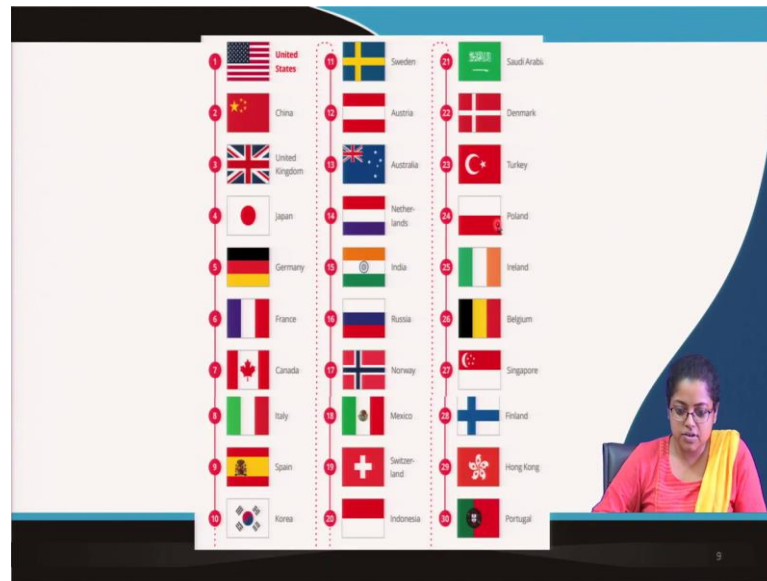 1
United
States
2
China
3
United
Kingdom
4
Japan
5
Germany
6
France
7
Canada
8
Italy
9
Spain
10
Korea
11
Sweden
12
Austria
13
Australia
14
Nether-
lands
15
India
16
Russia
17
Norway
18
Mexico
19
Switzer-
land
20
Indonesia
21
Saudi Arabi
22
Denmark
23
Turkey
24
Poland
25
Ireland
26
Belgium
27
Singapore
28
Finland
29
Hong Kong
30
Portugal
9